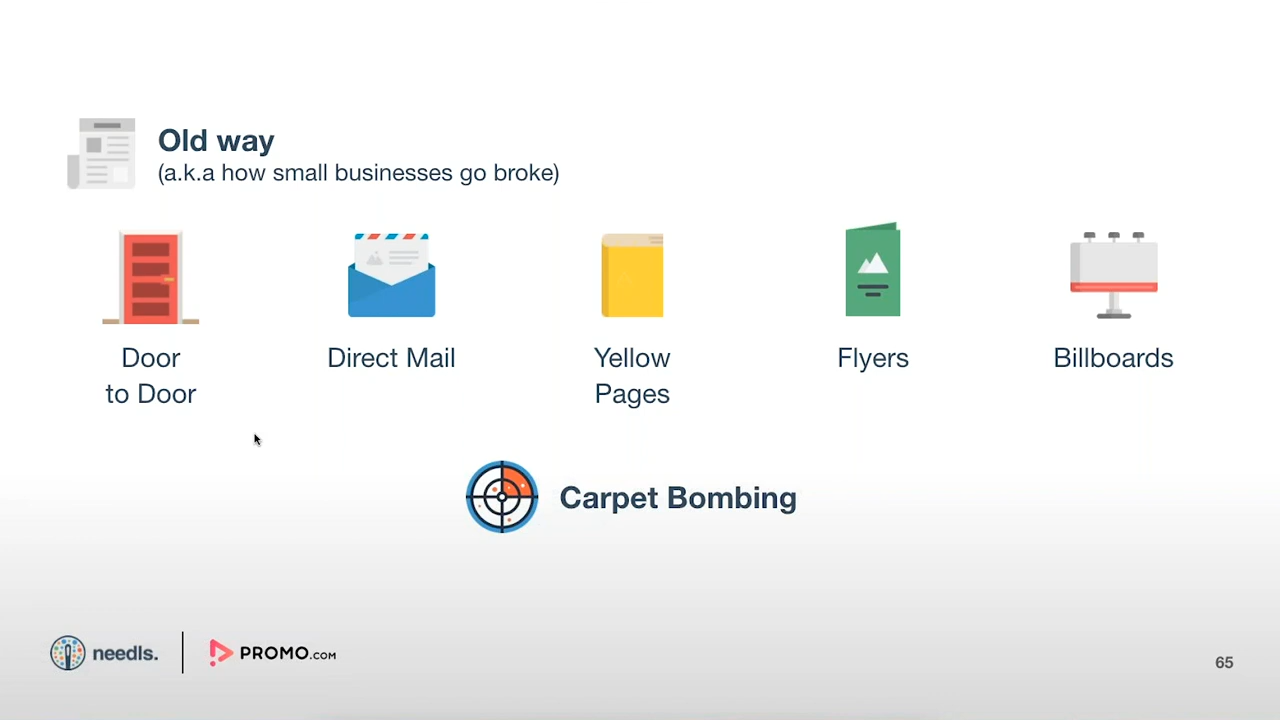 Old way
(a.k.a how small businesses go broke)
Door
to Door
Direct Mail
Yellow
Pages
Flyers
Billboards
Carpet Bombing
needls.
PROMO.COM
65